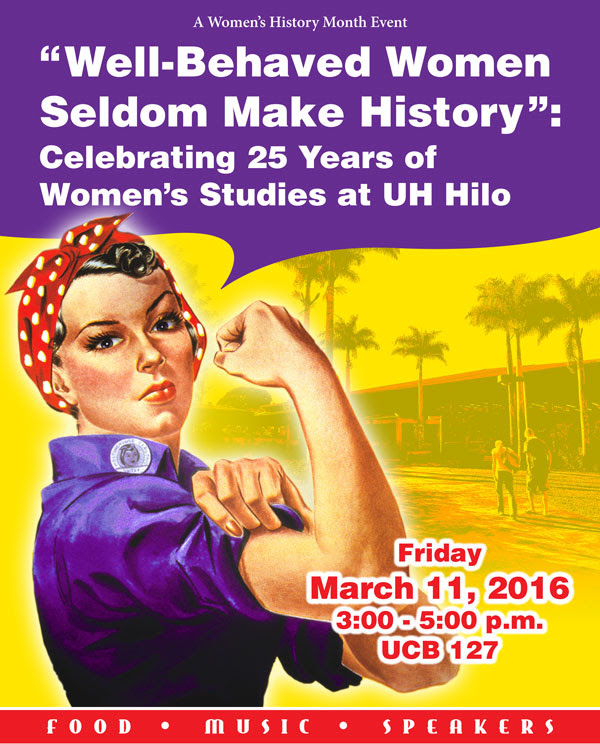 A Women’s History Month Event
“Well-Behaved Women
Seldom Make History”:
Celebrating 25 Years of
Women’s Studies at UH Hilo
Friday
March 11, 2016
3:00 - 5:00 p.m.
UCB 127
FOOD • MUSIC • SPEAKERS